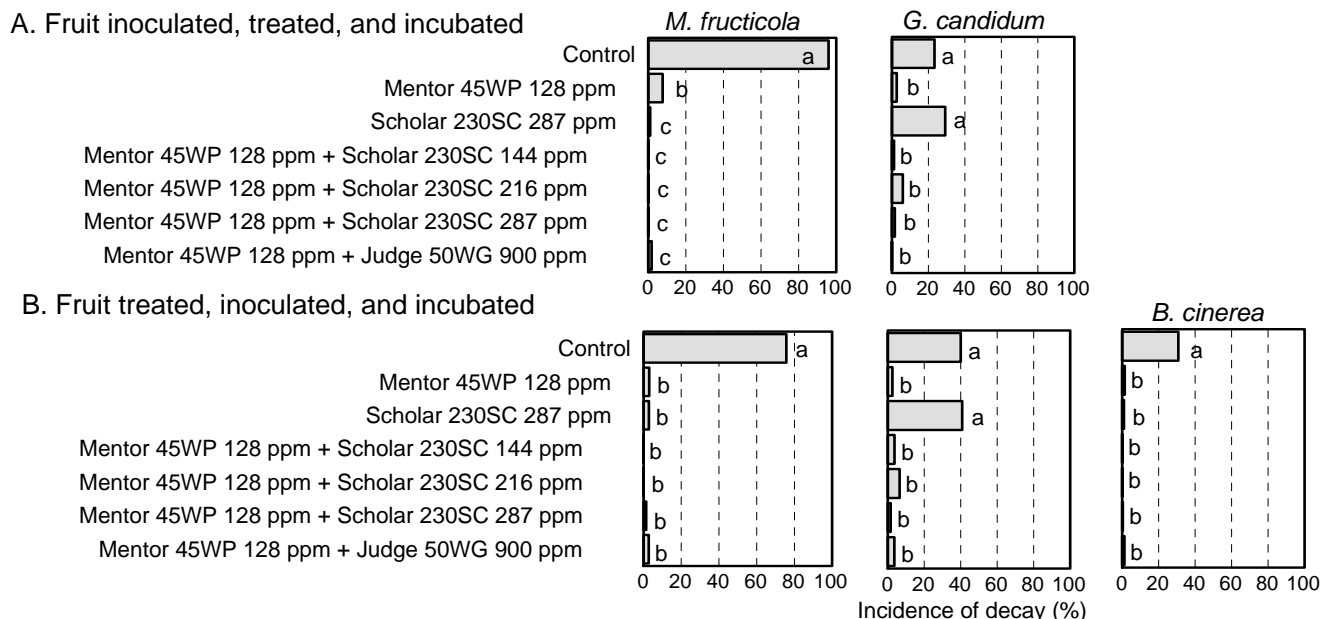 A. Fruit inoculated, treated, and incubated
M. fructicola
G. candidum
Control
a
a
Mentor 45WP 128 ppm
b
b
Scholar 230SC 287 ppm
c
a
Mentor 45WP 128 ppm + Scholar 230SC 144 ppm
c
b
Mentor 45WP 128 ppm + Scholar 230SC 216 ppm
c
b
Mentor 45WP 128 ppm + Scholar 230SC 287 ppm
c
b
Mentor 45WP 128 ppm + Judge 50WG 900 ppm
c
b
0 20 40 60 80 100
0 20 40 60 80 100
B. Fruit treated, inoculated, and incubated
B. cinerea
Control
a
a
a
Mentor 45WP 128 ppm
b
b
b
Scholar 230SC 287 ppm
b
a
b
Mentor 45WP 128 ppm + Scholar 230SC 144 ppm
b
b
b
Mentor 45WP 128 ppm + Scholar 230SC 216 ppm
b
b
b
Mentor 45WP 128 ppm + Scholar 230SC 287 ppm
b
b
b
Mentor 45WP 128 ppm + Judge 50WG 900 ppm
b
b
b
0 20 40 60 80 100
0 20 40 60 80 100
0 20 40 60 80 100
Incidence of decay (%)